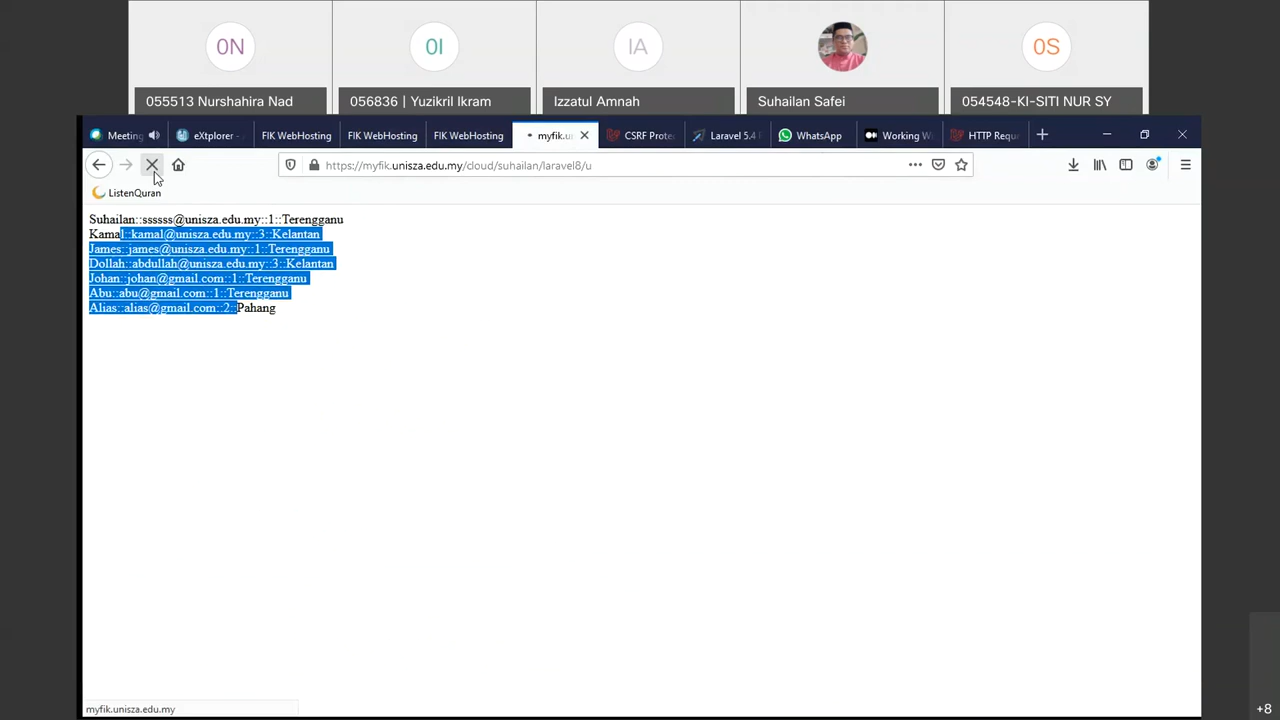 0N
0I
IA
0S
055513 Nurshahira Nad
056836 | Yuzikril Ikram
Izzatul Amnah
Suhailan Safei
054548-KI-SITI NUR SY
Meeting
eXtplorer -
FIK WebHosting
FIK WebHosting
FIK WebHosting
myfik.u
CSRF Prote
Laravel 5.4
WhatsApp
Working W
HTTP Requ
https://myfik.unisza.edu.my/cloud/suhailan/laravel8/u
ListenQuran
Suhailan::ssssss@unisza.edu.my::1::Terengganu
Kamal::kamal@unisza.edu.my::3::Kelantan
James::james@unisza.edu.my::1::Terengganu
Dollah::abdullah@unisza.edu.my::3::Kelantan
Johan::johan@gmail.com::1::Terengganu
Abu::abu@gmail.com::1::Terengganu
Alias::alias@gmail.com::2::Pahang
myfik.unisza.edu.my
+8